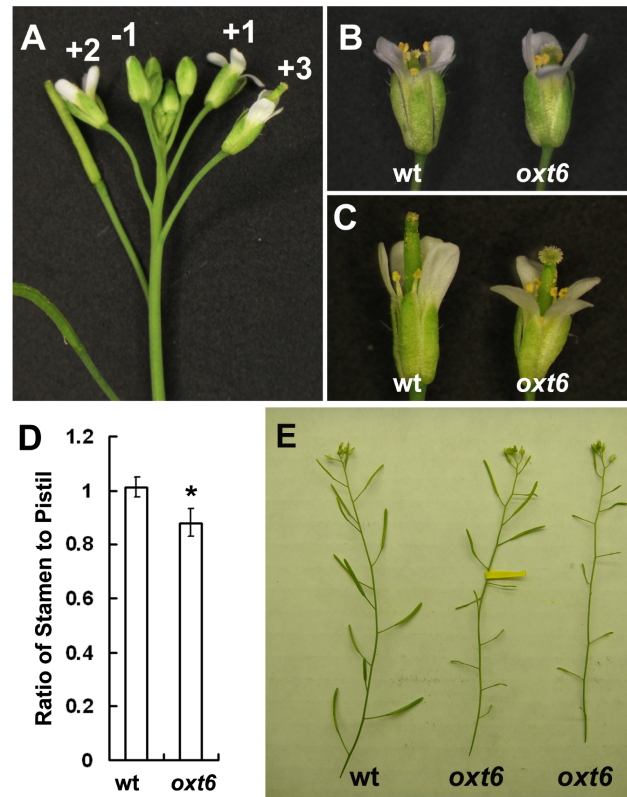 A
+2
-1
+1
+3
B
wt
oxt6
C
wt
oxt6
D
1.2
1
0.8
0.6
0.4
0.2
0
Ratio of Stamen to Pistil
*
wt
oxt6
E
wt
oxt6
oxt6